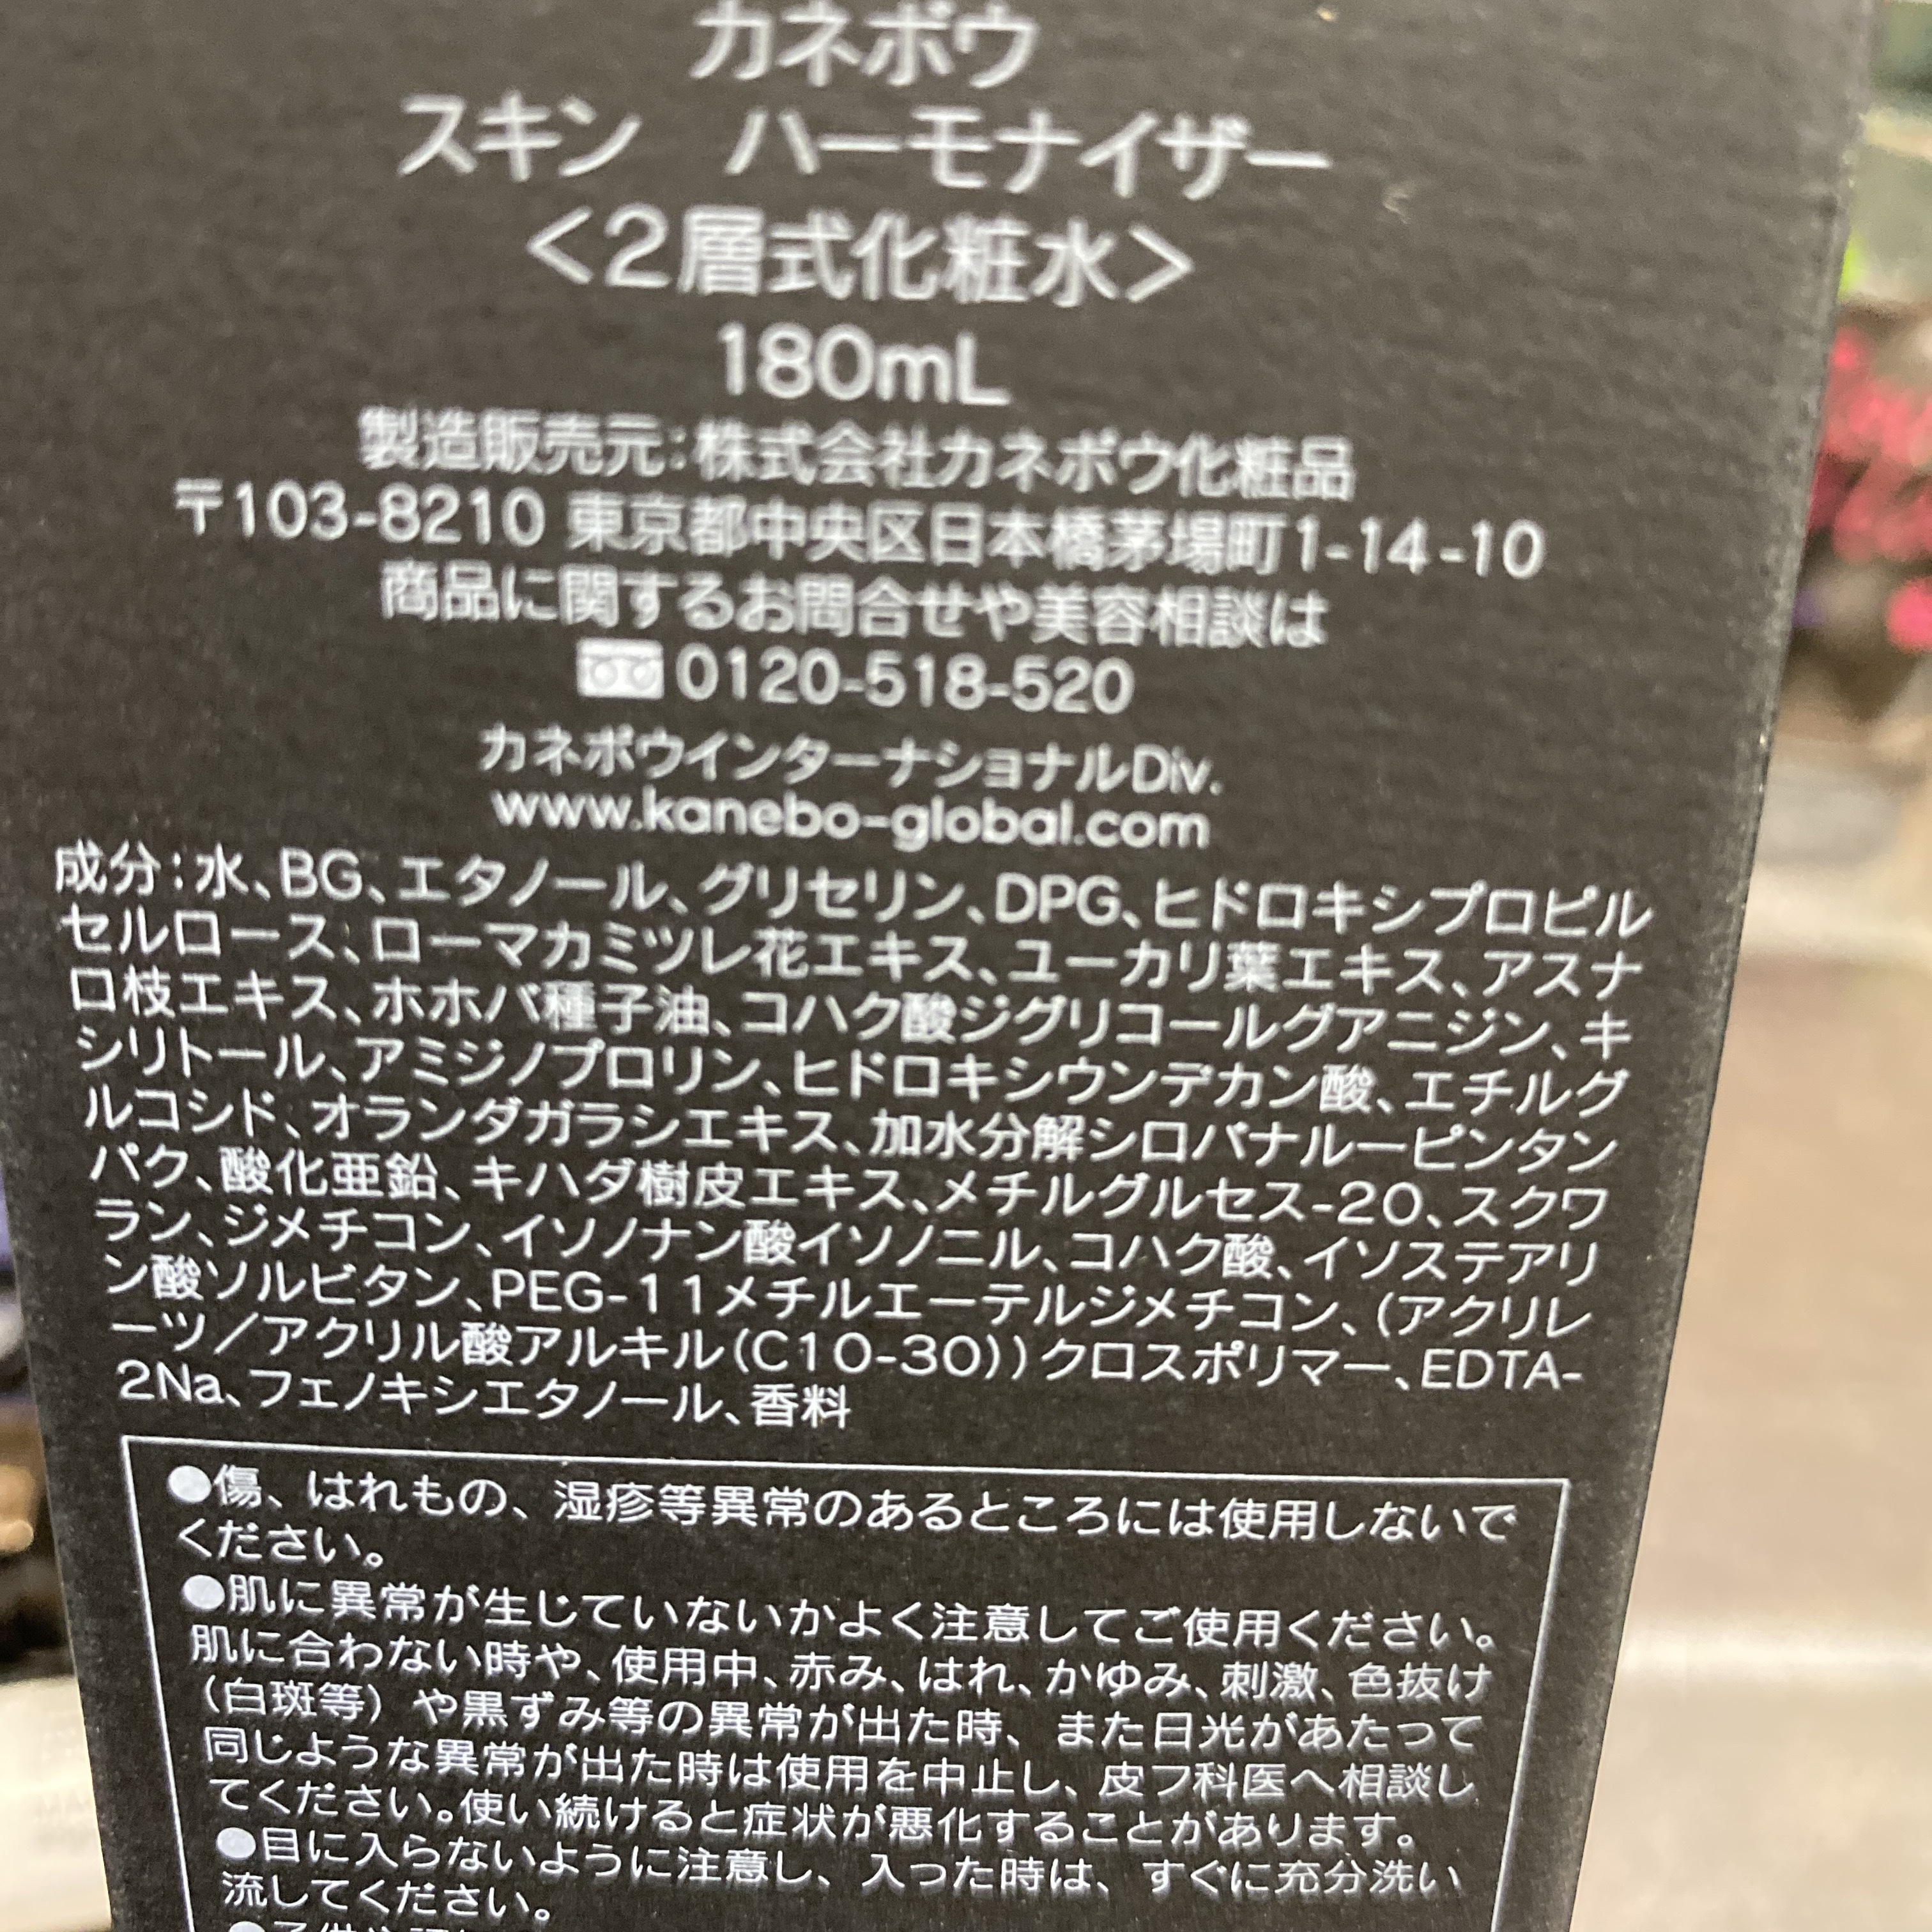 カネボウ
スキン ハーモナイザー
<2層式化粧水>
180mL
製造販売元:株式会社カネボウ化粧品
〒103-8210 東京都中央区日本橋茅場町1-14-10
商品に関するお問合せや美容相談は
0120-518-520
カネボウインターナショナルDiv.
www.kanebo-global.com
成分:水、BG、エタノール、グリセリン、DPG、ヒドロキシプロピル
セルロース、ローマカミツレ花エキス、ユーカリ葉エキス、アスナ
ロ枝エキス、ホホバ種子油、コハク酸ジグリコールグアニジン、キ
シリトール、アミジノプロリン、ヒドロキシウンデカン酸、エチルグ
ルコシド、オランダガラシエキス、加水分解シロバナルーピンタン
パク、酸化亜鉛、キハダ樹皮エキス、メチルグルセス-20、スクワ
ラン、ジメチコン、イソノナン酸イソノニル、コハク酸、イソステアリ
ン酸ソルビタン、PEG-11メチルエーテルジメチコン、(アクリレ
ーツ/アクリル酸アルキル(C10-30))クロスポリマー、EDTA-
2Na、フェノキシエタノール、香料
●傷、はれもの、湿疹等異常のあるところには使用しないで
ください。
●肌に異常が生じていないかよく注意してご使用ください。
肌に合わない時や、使用中、赤み、はれ、かゆみ、刺激、色抜け
(白斑等)や黒ずみ等の異常が出た時、また日光があたって
同じような異常が出た時は使用を中止し、皮フ科医へ相談し
てください。使い続けると症状が悪化することがあります。
●目に入らないように注意し、入った時は、すぐに充分洗い
流してください。